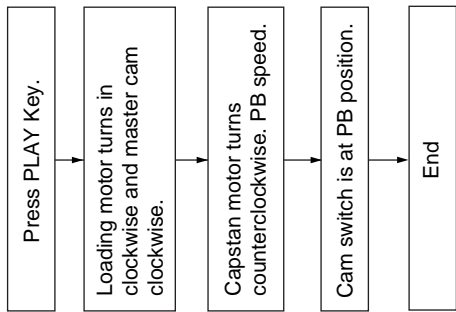 Press PLAY Key.
Loading motor turns in
clockwise and master cam
clockwise.
Capstan motor turns
counterclockwise. PB speed.
Cam switch is at PB position.
End